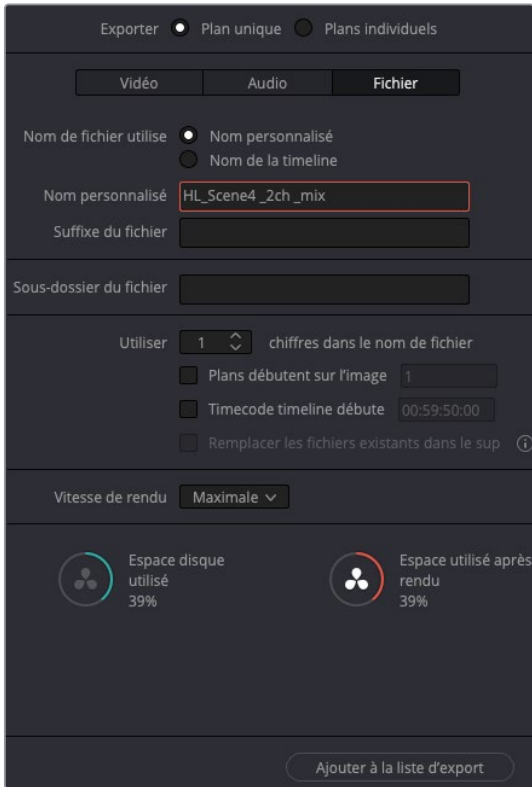 Exporter Plan unique Plans individuels
Vidéo Audio Fichier
Nom de fichier utilise Nom personnalisé
Nom de la timeline
Nom personnalisé HL_Scene4 _2ch _mix
Suffixe du fichier
Sous-dossier du fichier
Utiliser 1 chiffres dans le nom de fichier
Plans débutent sur l'image 1
Timecode timeline débute 00:59:50:00
Remplacer les fichiers existants dans le sup
Vitesse de rendu Maximale
Espace disque Espace utilisé après
utilisé rendu
39% 39%
Ajouter à la liste d'export